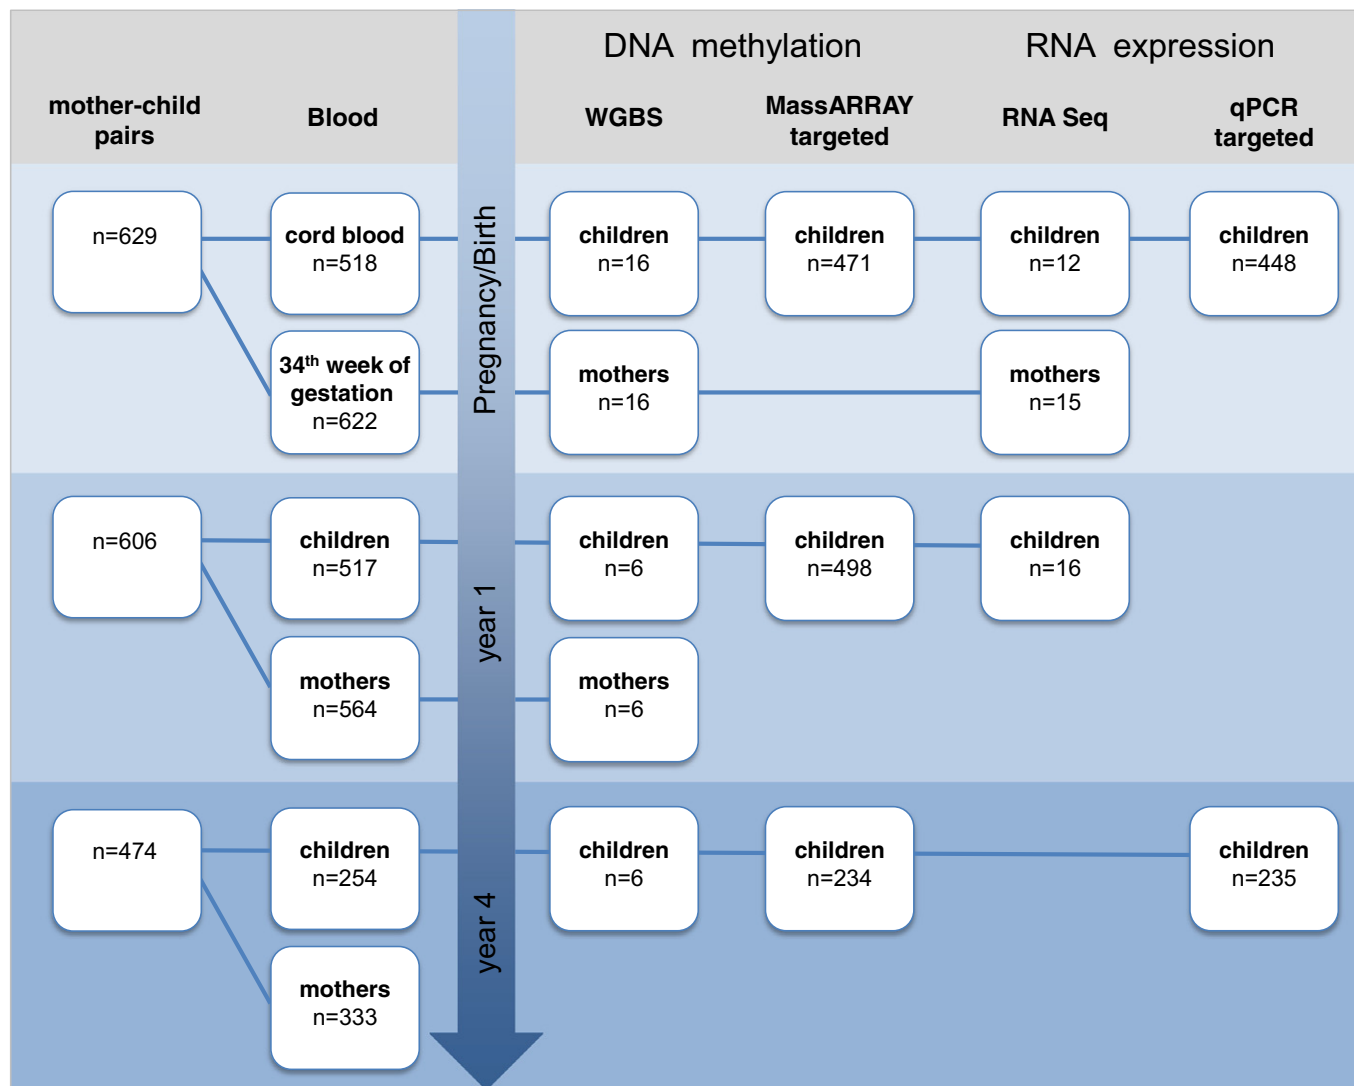 DNA methylation
RNA expression
mother-child
pairs
Blood
WGBS
MassARRAY
targeted
RNA Seq
qPCR
targeted
Pregnancy/Birth
n=629
cord blood
n=518
children
n=16
children
n=471
children
n=12
children
n=448
34th week of
gestation
n=622
mothers
n=16
mothers
n=15
year 1
n=606
children
n=517
children
n=6
children
n=498
children
n=16
mothers
n=564
mothers
n=6
year 4
n=474
children
n=254
children
n=6
children
n=234
children
n=235
mothers
n=333